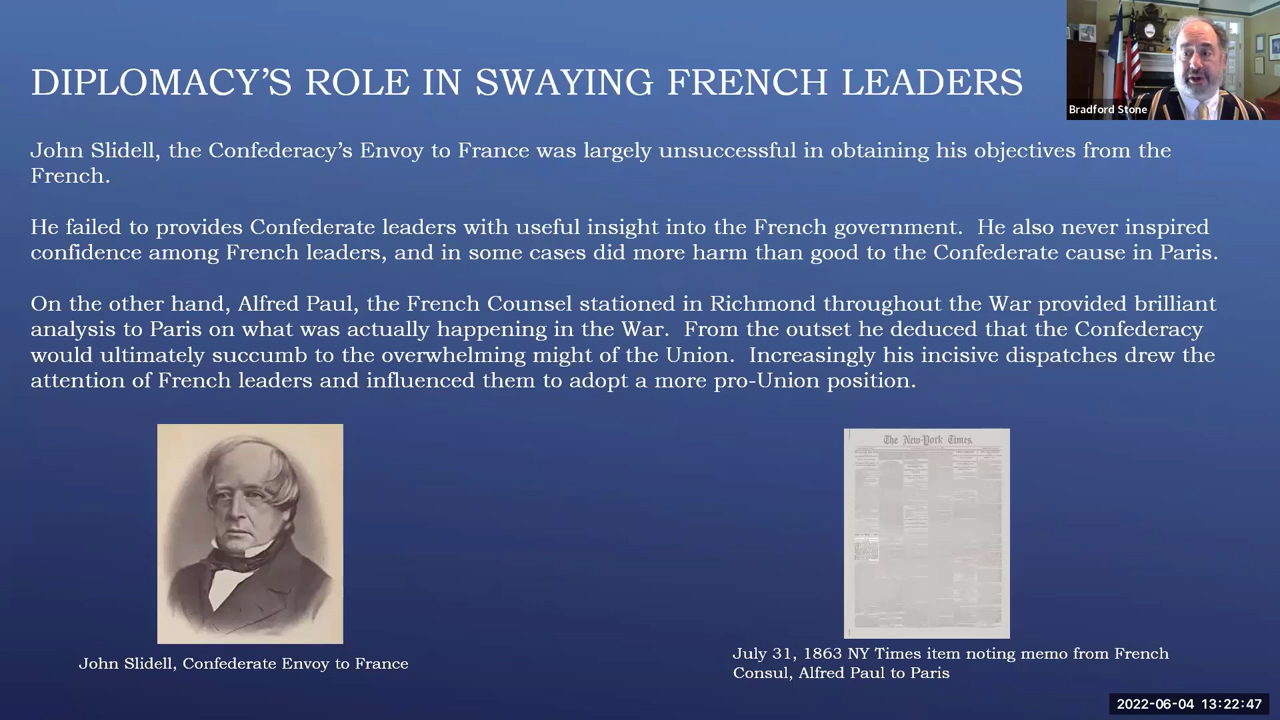 DIPLOMACY'S ROLE IN SWAYING FRENCH LEADERS
Bradford Stone
John Slidell, the Confederacy's Envoy to France was largely unsuccessful in obtaining his objectives from the
French.
He failed to provides Confederate leaders with useful insight into the French government.  He also never inspired
confidence among French leaders, and in some cases did more harm than good to the Confederate cause in Paris.
On the other hand, Alfred Paul, the French Counsel stationed in Richmond throughout the War provided brilliant
analysis to Paris on what was actually happening in the War.  From the outset he deduced that the Confederacy
would ultimately succumb to the overwhelming might of the Union.  Increasingly his incisive dispatches drew the
attention of French leaders and influenced them to adopt a more pro-Union position.
The New-York Times.
John Slidell, Confederate Envoy to France
July 31, 1863 NY Times item noting memo from French
Consul, Alfred Paul to Paris
2022-06-04 13:22:47